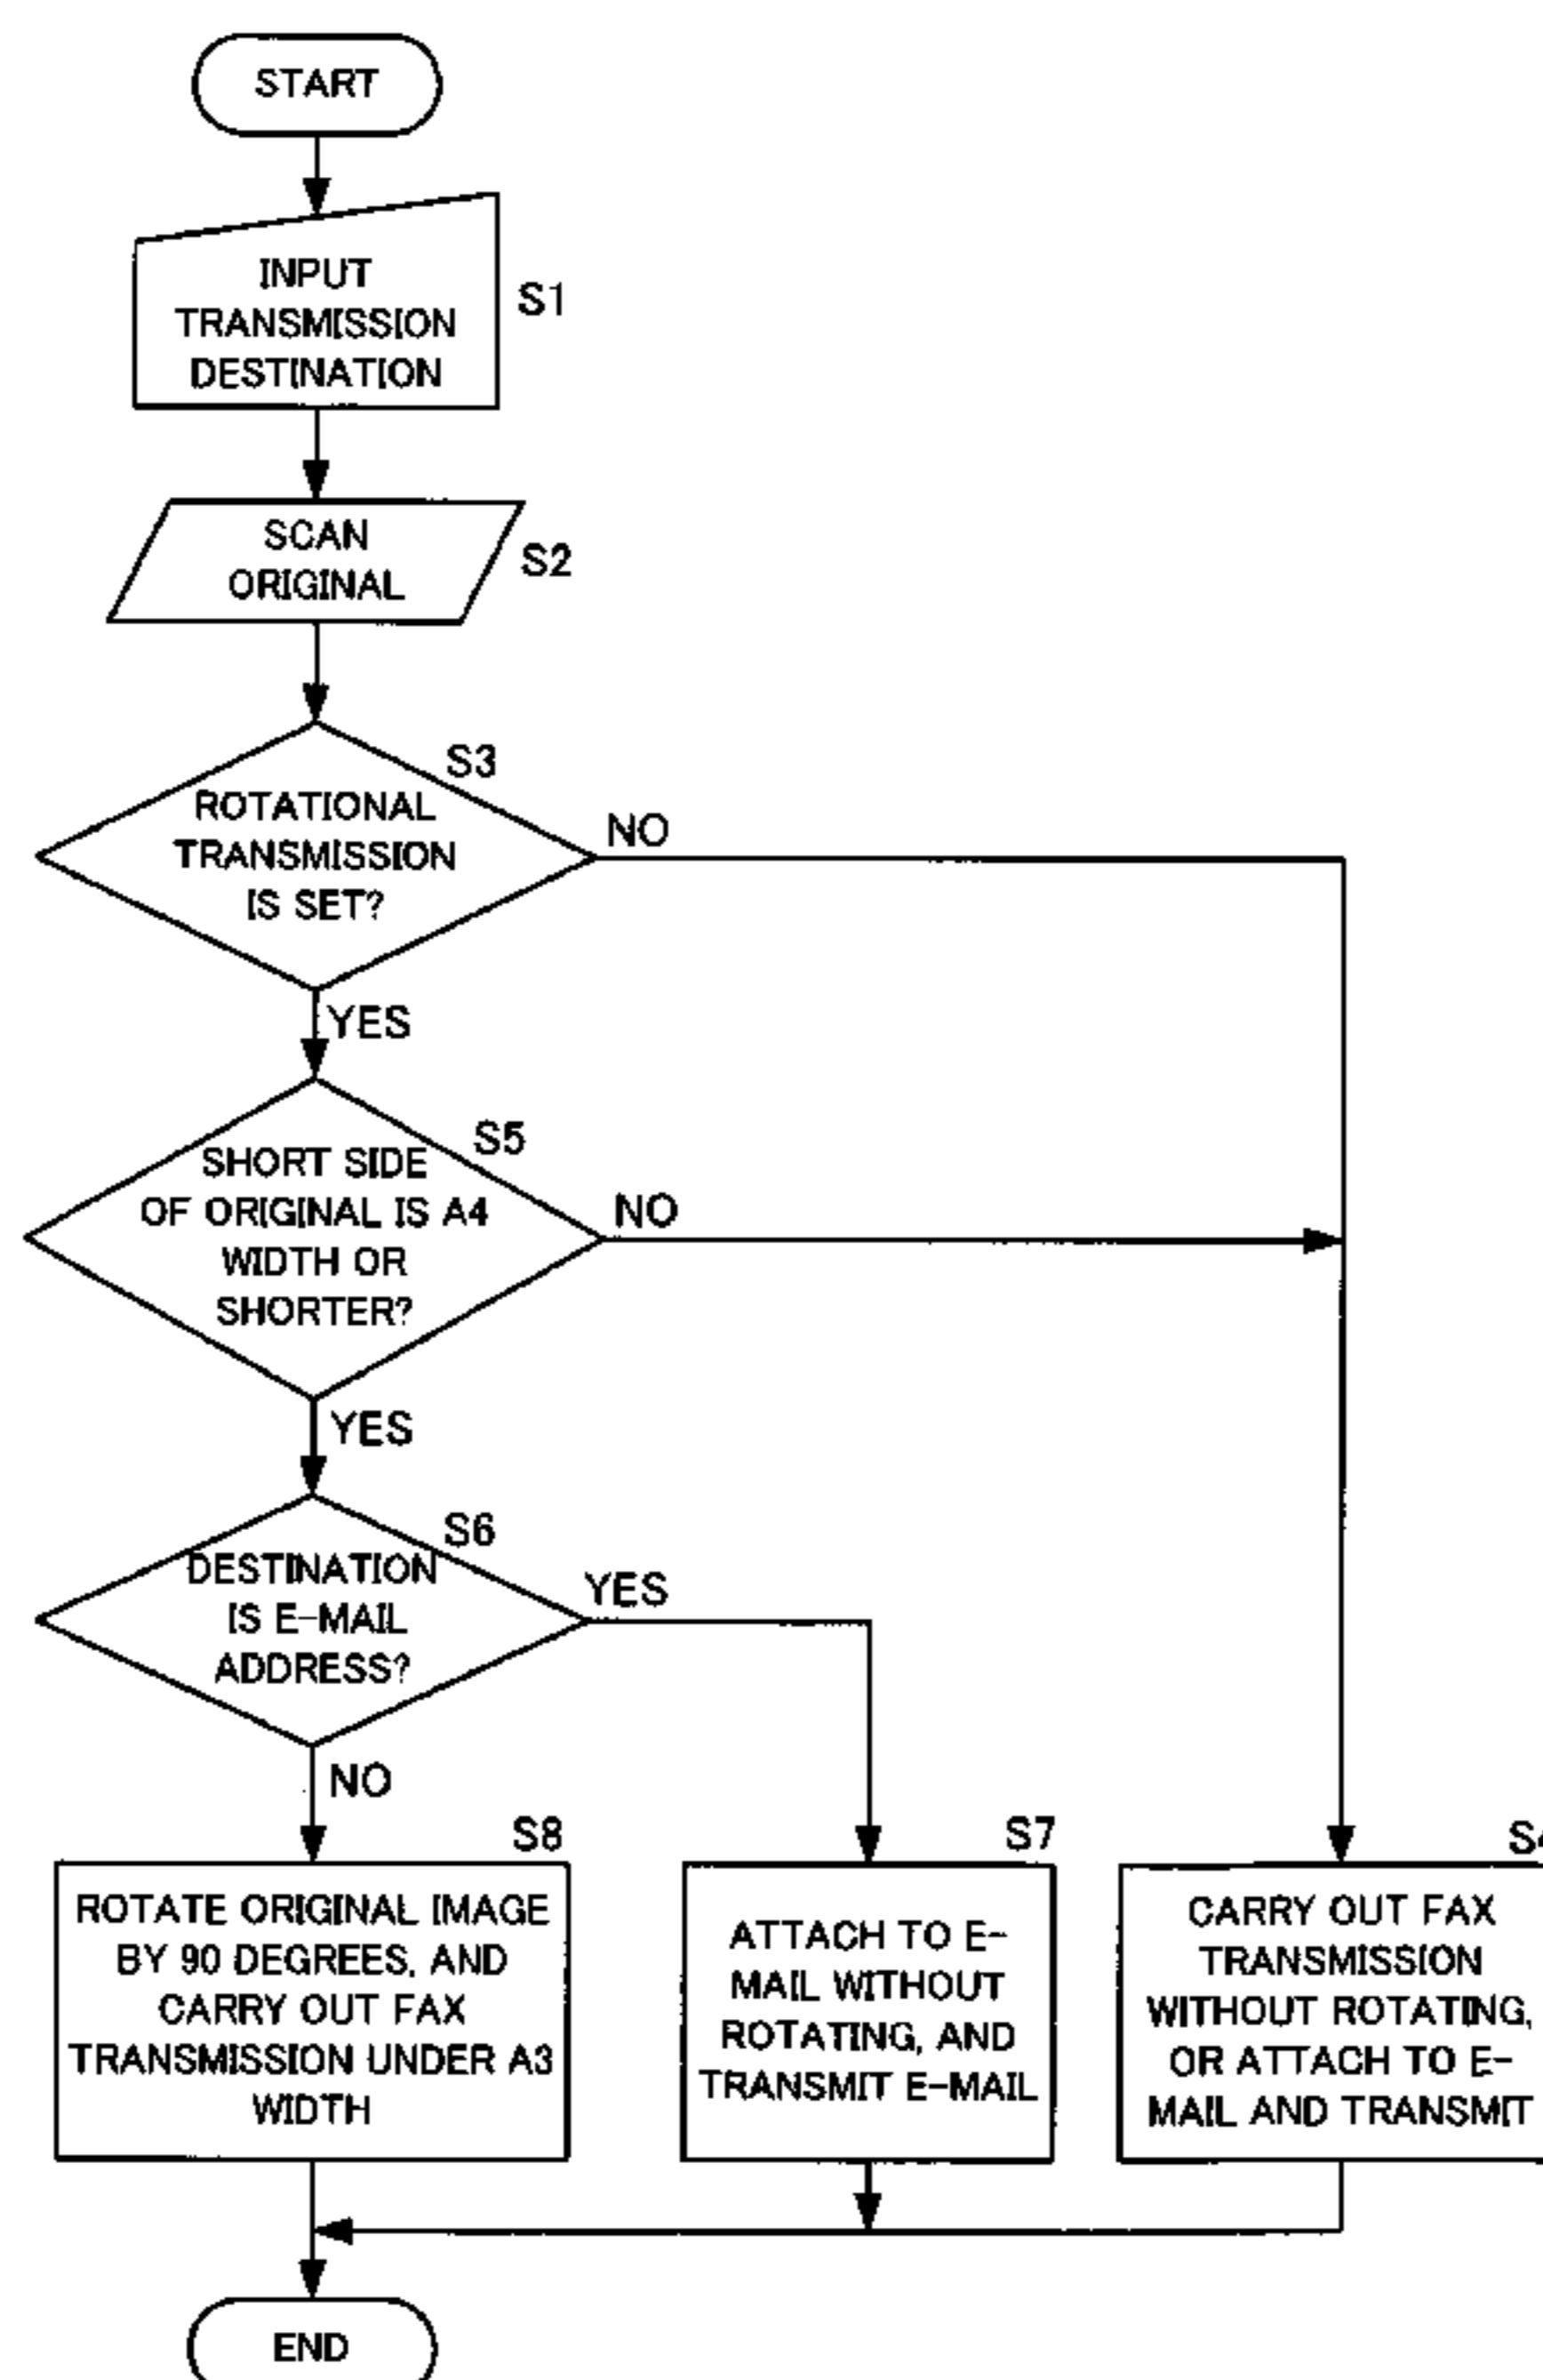 START
INPUT
TRANSMISSION
DESTINATION
S1
SCAN
ORIGINAL
S2
S3
ROTATIONAL
TRANSMISSION
IS SET?
NO
YES
S5
SHORT SIDE
OF ORIGINAL IS A4
WIDTH OR
SHORTER?
NO
YES
S6
DESTINATION
IS E-MAIL
ADDRESS?
YES
NO
S8
ROTATE ORIGINAL IMAGE
BY 90 DEGREES, AND
CARRY OUT FAX
TRANSMISSION UNDER A3
WIDTH
S7
ATTACH TO E-
MAIL WITHOUT
ROTATING, AND
TRANSMIT E-MAIL
S4
CARRY OUT FAX
TRANSMISSION
WITHOUT ROTATING,
OR ATTACH TO E-
MAIL AND TRANSMIT
END